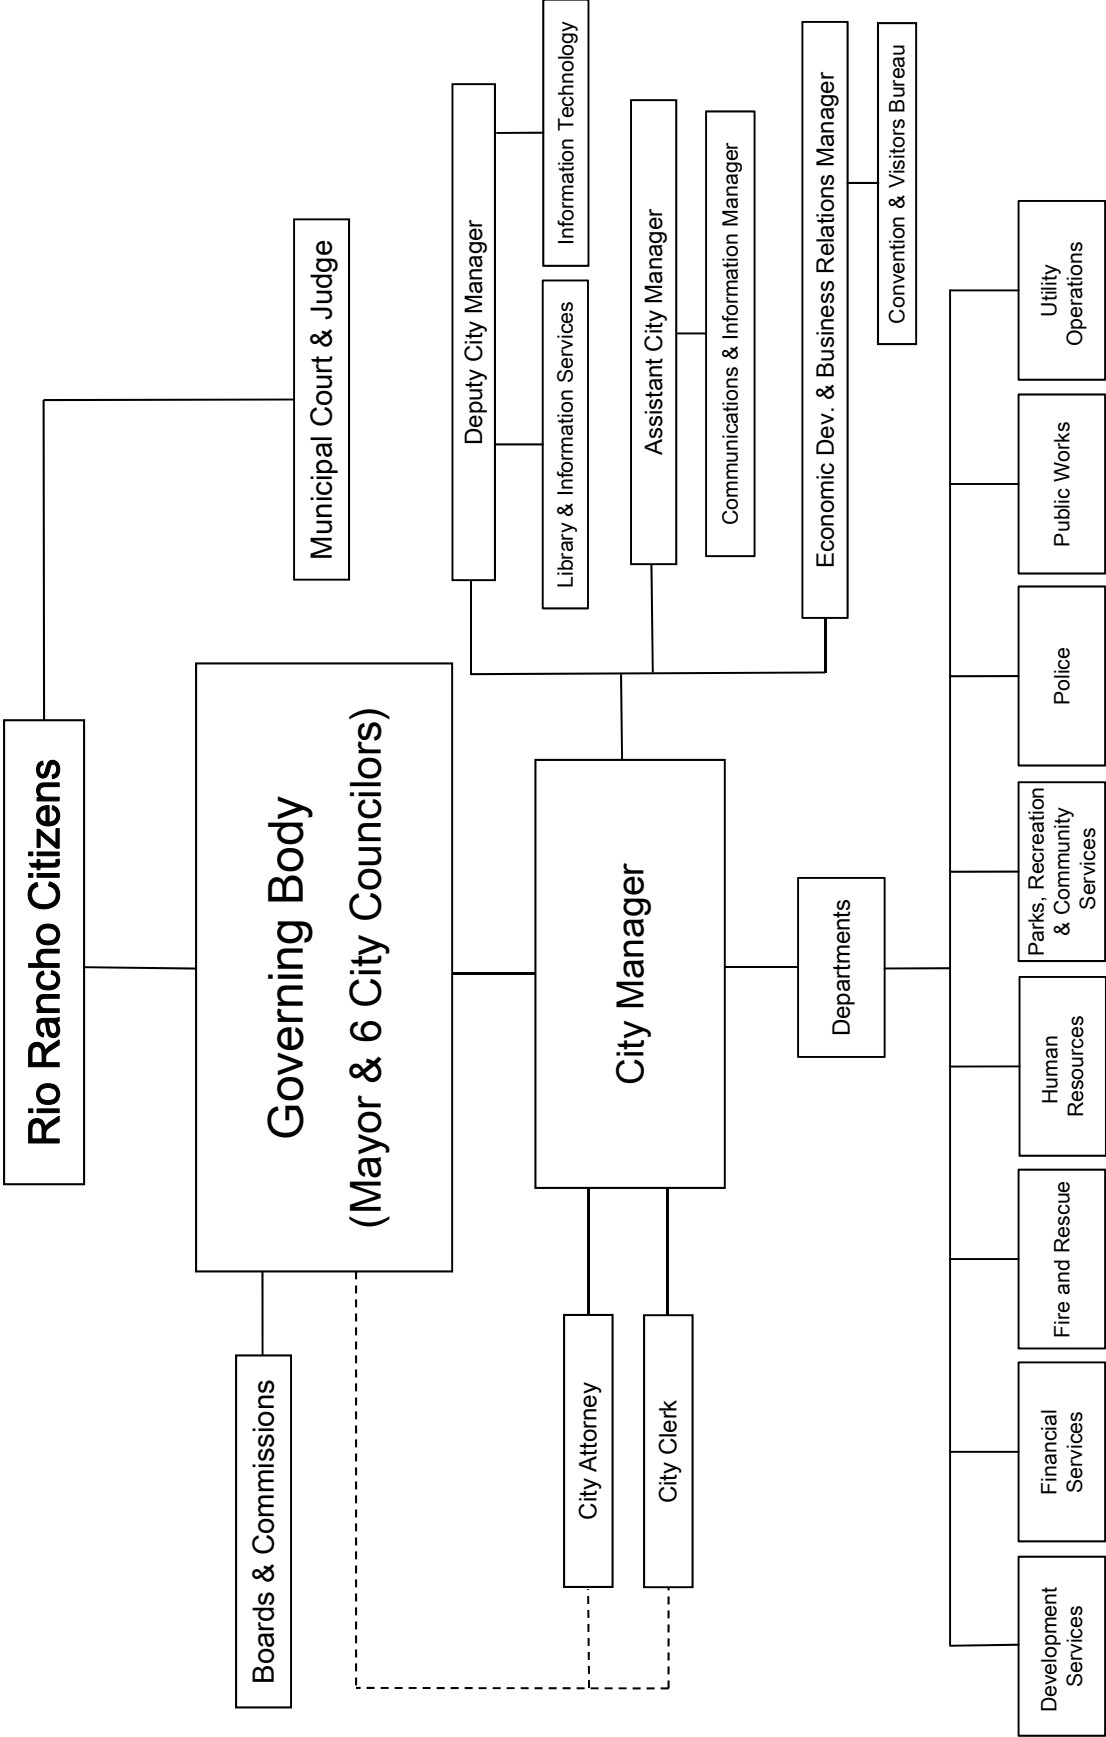 Rio Rancho Citizens
Governing Body
(Mayor & 6 City Councilors)
Municipal Court & Judge
Boards & Commissions
City Manager
City Attorney
City Clerk
Deputy City Manager
Library & Information Services
Information Technology
Assistant City Manager
Communications & Information Manager
Economic Dev. & Business Relations Manager
Convention & Visitors Bureau
Departments
Development
Services
Financial
Services
Fire and Rescue
Human
Resources
Parks, Recreation
& Community
Services
Police
Public Works
Utility
Operations